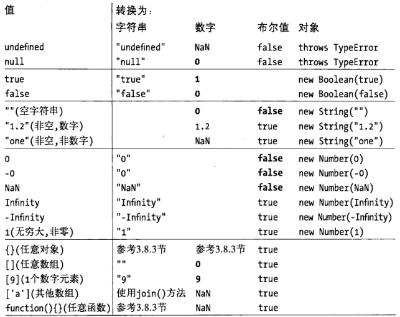 值 转换为:
字符串 数字 布尔值 对象
undefined "undefined" NaN false throws TypeError
null "null" 0 false throws TypeError
true "true" 1 new Boolean(true)
false "false" 0 new Boolean(false)
""(空字符串) 0 false new String("")
"1.2"(非空,数字) 1.2 true new String("1.2")
"one"(非空,非数字) NaN true new String("one")
0 "0" false new Number(0)
-0 "0" false new Number(-0)
NaN "NaN" false new Number(NaN)
Infinity "Infinity" true new Number(Infinity)
-Infinity "-Infinity" true new Number(-Infinity)
1(无穷大,非零) "1" true new Number(1)
{}(任意对象) 参考3.8.3节 参考3.8.3节 true
[](任意数组) "" 0 true
[9](1个数字元素) "9" 9 true
['a'](其他数组) 使用join()方法 NaN true
function(){}(任意函数) 参考3.8.3节 NaN true